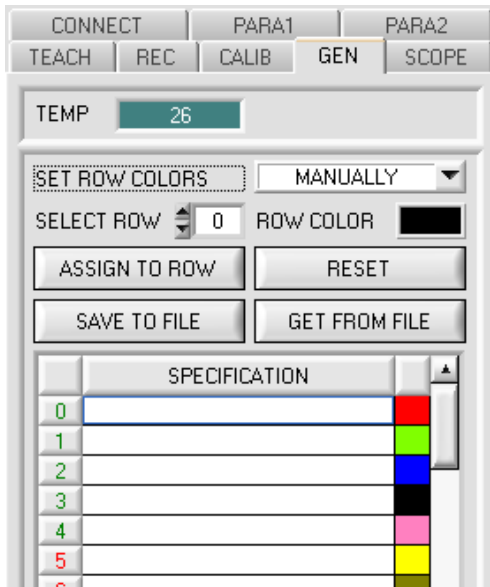 CONNECT PARA1 PARA2
TEACH REC CALIB GEN SCOPE
TEMP 26
SET ROW COLORS MANUALLY
SELECT ROW 0 ROW COLOR
ASSIGN TO ROW RESET
SAVE TO FILE GET FROM FILE
SPECIFICATION
0
1
2
3
4
5